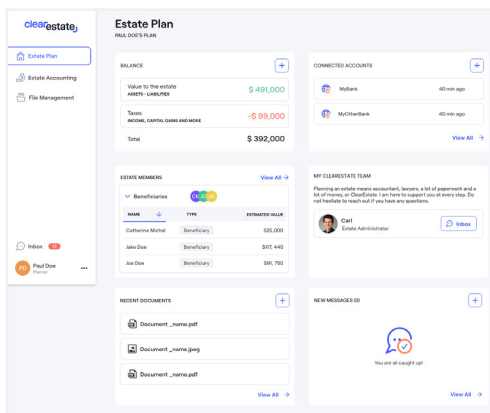 clearestate
Estate Plan
Estate Accounting
File Management
Inbox
PD
Paul Doe
Planner
Estate Plan
PAUL DOE'S PLAN
BALANCE
+
Value to the estate
ASSETS - LIABILITIES
$ 491,000
Taxes
INCOME, CAPITAL GAINS AND MORE
-$ 99,000
Total
$ 392,000
CONNECTED ACCOUNTS
+
MyBank
40 min ago
MyOtherBank
40 min ago
View All
ESTATE MEMBERS
View All
Beneficiaries
CM
NAME
TYPE
ESTIMATED VALUE
Catherine Michel
Beneficiary
$25,000
Jake Doe
Beneficiary
$117, 440
Joe Doe
Beneficiary
$91, 750
MY CLEARESTATE TEAM
Planning an estate means accountant, lawyers, a lot of paperwork and a
lot of money, or ClearEstate. I am here to support you at every step. Do
not hesitate to reach out if you have any questions.
Carl
Estate Administrator
Inbox
RECENT DOCUMENTS
+
Document _name.pdf
Document _name.jpeg
Document _name.pdf
View All
NEW MESSAGES (0)
+
You are all caught up!
View All